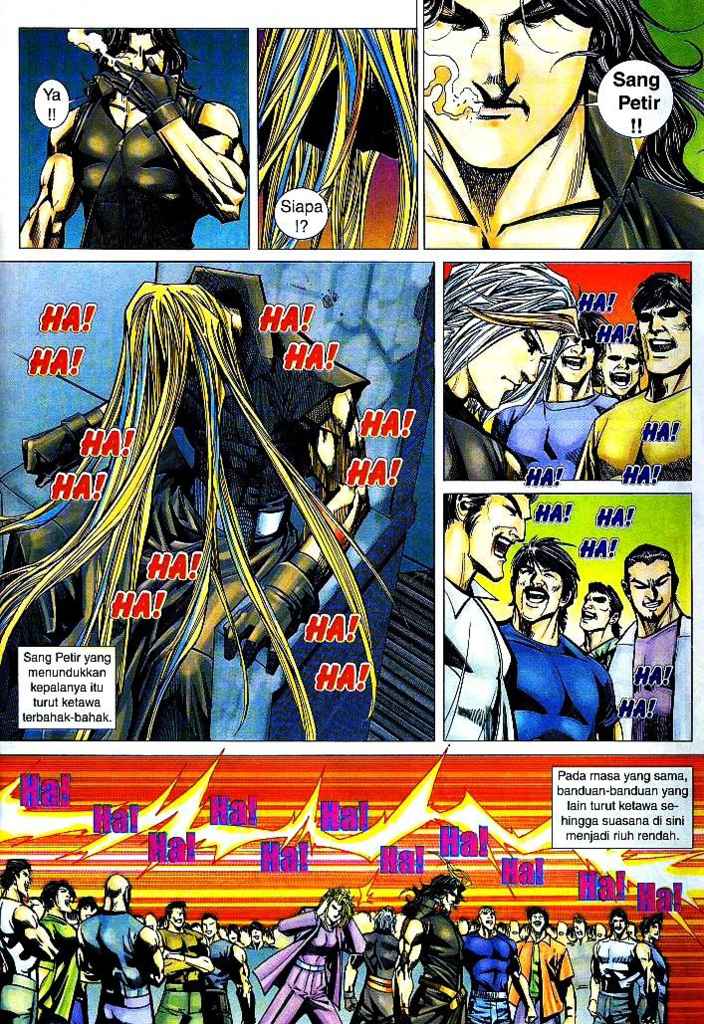 Ya
!!
Siapa
!?
Sang
Petir
!!
HA!
HA!
HA!
HA!
HA!
HA!
HA!
HA!
HA!
HA!
HA!
HA!
Sang Petir yang
menundukkan
kepalanya itu
turut ketawa
terbahak-bahak.
HA!
HA!
HA!
HA!
HA!
HA!
HA!
HA!
HA!
HA!
Pada masa yang sama,
banduan-banduan yang
lain turut ketawa se-
hingga suasana di sini
menjadi riuh rendah.
Ha!
Ha!
Ha!
Ha!
Ha!
Ha!
Ha!
Ha!
Ha!
Ha!
Ha!